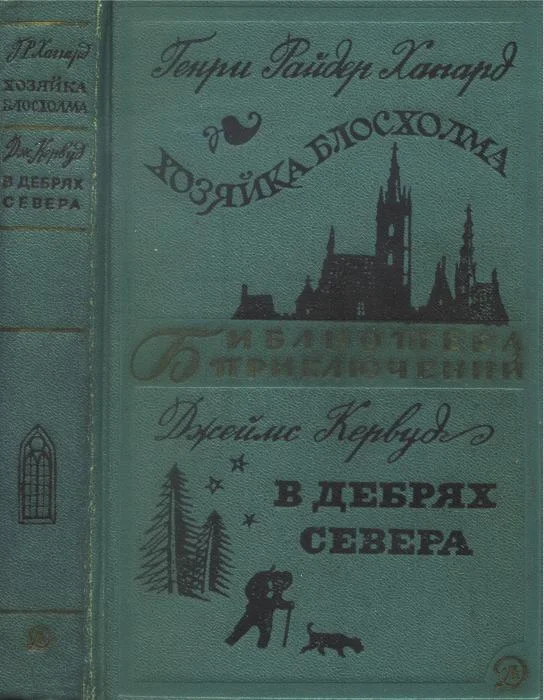 Г.Р.Хаггард
ХОЗЯЙКА
БЛОСХОЛМА
Дж.Кервуд
В ДЕБРЯХ
СЕВЕРА
Генри Райдер Хаггард
ХОЗЯЙКА БЛОСХОЛМА
БИБЛИОТЕКА
ПРИКЛЮЧЕНИЙ
Джеймс Кервуд
В ДЕБРЯХ
СЕВЕРА